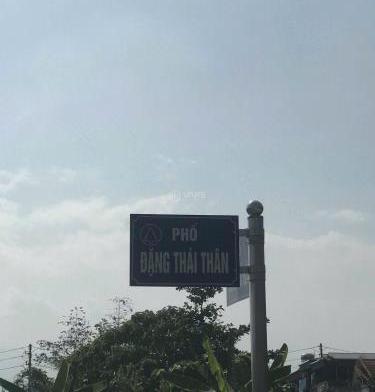 PHỐ
ĐẶNG THÁI THÂN